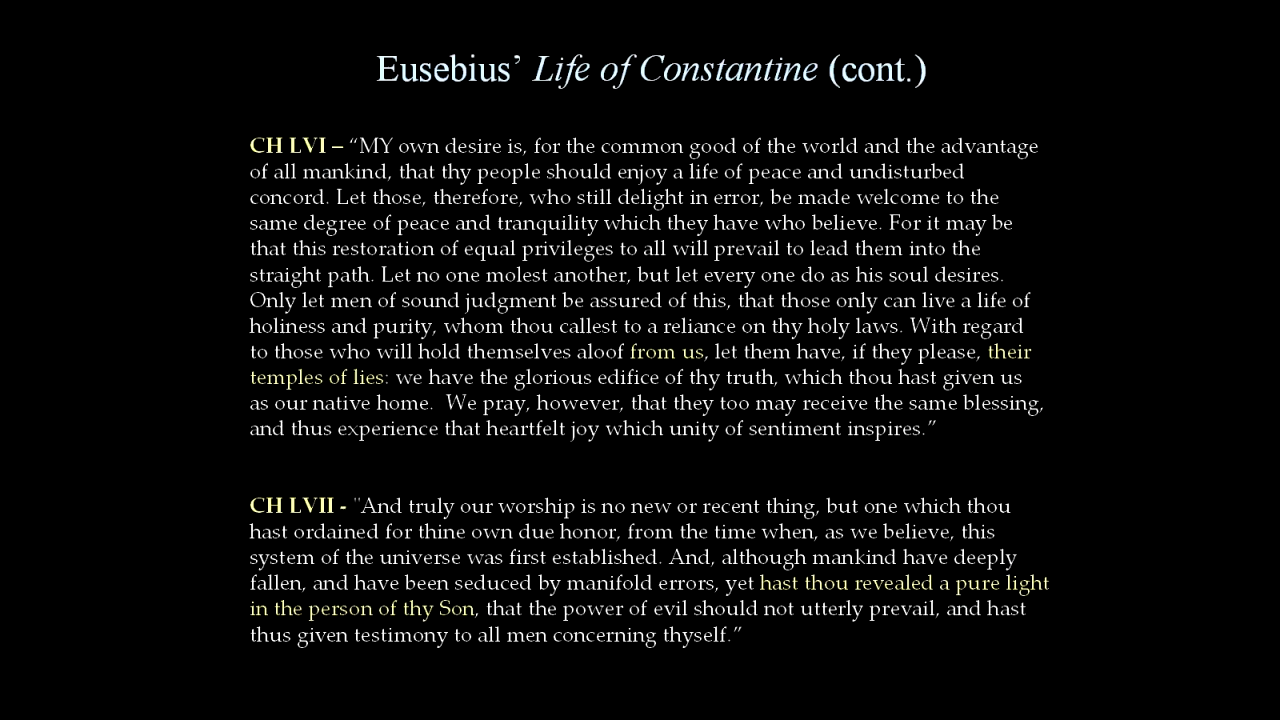 Eusebius’ Life of Constantine (cont.)
CH LVI – “MY own desire is, for the common good of the world and the advantage
of all mankind, that thy people should enjoy a life of peace and undisturbed
concord. Let those, therefore, who still delight in error, be made welcome to the
same degree of peace and tranquility which they have who believe. For it may be
that this restoration of equal privileges to all will prevail to lead them into the
straight path. Let no one molest another, but let every one do as his soul desires.
Only let men of sound judgment be assured of this, that those only can live a life of
holiness and purity, whom thou callest to a reliance on thy holy laws. With regard
to those who will hold themselves aloof from us, let them have, if they please, their
temples of lies: we have the glorious edifice of thy truth, which thou hast given us
as our native home.  We pray, however, that they too may receive the same blessing,
and thus experience that heartfelt joy which unity of sentiment inspires.”
CH LVII - "And truly our worship is no new or recent thing, but one which thou
hast ordained for thine own due honor, from the time when, as we believe, this
system of the universe was first established. And, although mankind have deeply
fallen, and have been seduced by manifold errors, yet hast thou revealed a pure light
in the person of thy Son, that the power of evil should not utterly prevail, and hast
thus given testimony to all men concerning thyself.”